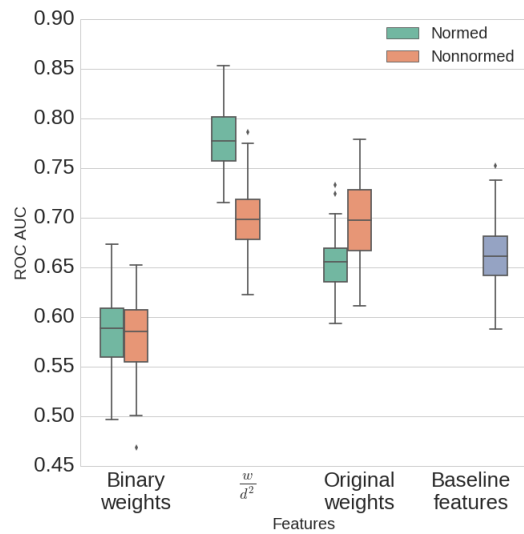 0.90
0.85
0.80
0.75
0.70
0.65
0.60
0.55
0.50
0.45
ROC AUC
Normed
Nonnormed
Binary
weights
w
d²
Original
weights
Baseline
features
Features